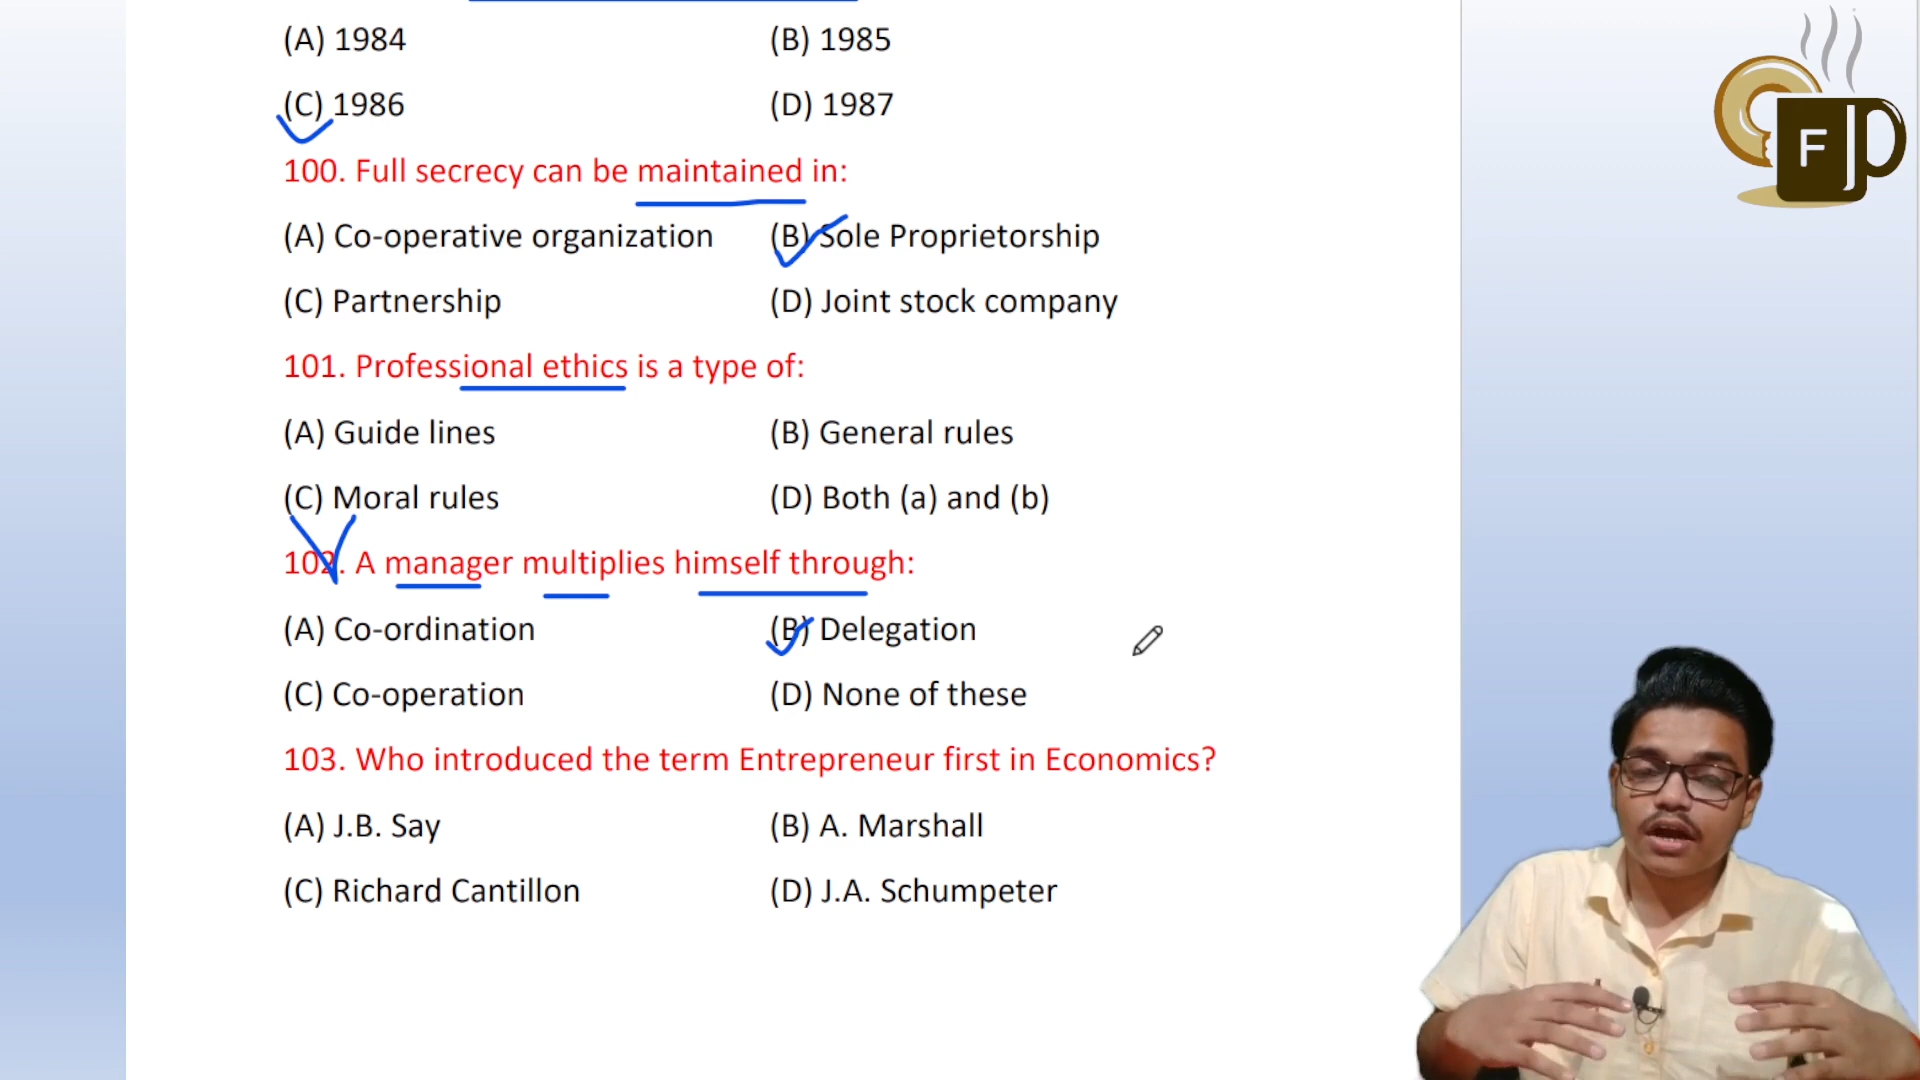 (A) 1984 (B) 1985
(C) 1986 (D) 1987
100. Full secrecy can be maintained in:
(A) Co-operative organization (B) Sole Proprietorship
(C) Partnership (D) Joint stock company
101. Professional ethics is a type of:
(A) Guide lines (B) General rules
(C) Moral rules (D) Both (a) and (b)
102. A manager multiplies himself through:
(A) Co-ordination (B) Delegation
(C) Co-operation (D) None of these
103. Who introduced the term Entrepreneur first in Economics?
(A) J.B. Say (B) A. Marshall
(C) Richard Cantillon (D) J.A. Schumpeter
F